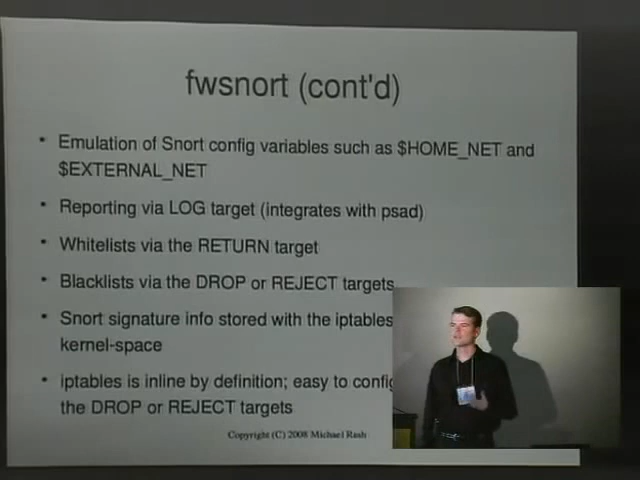 fwsnort (cont'd)
• Emulation of Snort config variables such as $HOME_NET and
$EXTERNAL_NET
• Reporting via LOG target (integrates with psad)
• Whitelists via the RETURN target
• Blacklists via the DROP or REJECT targets
• Snort signature info stored with the iptables
kernel-space
• iptables is inline by definition; easy to config
the DROP or REJECT targets
Copyright (C) 2008 Michael Rash